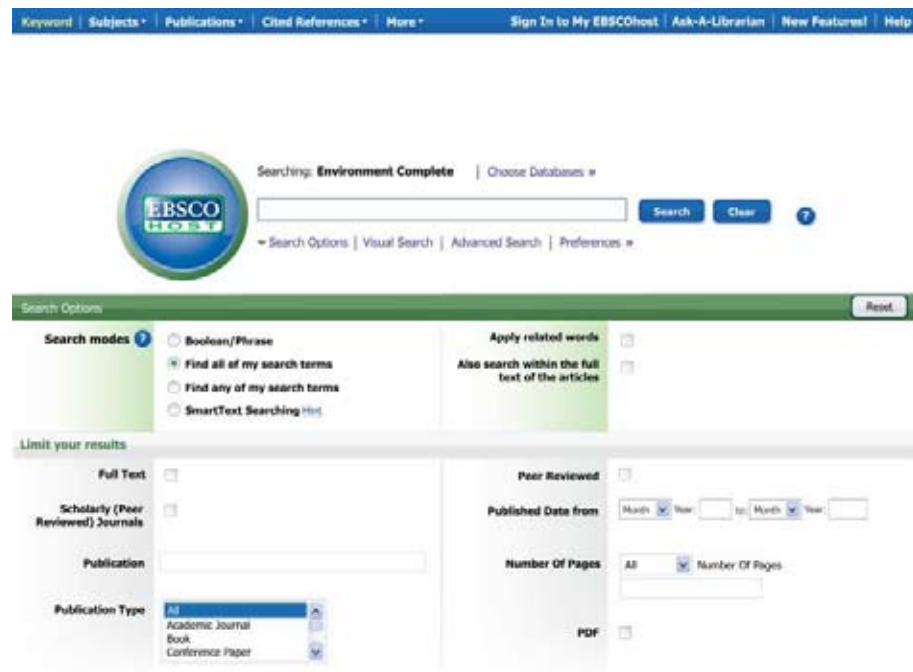 Keyword Subjects Publications Cited References More Sign In to My EBSCOhost Ask-A-Librarian New Features! Help
Searching: Environment Complete | Choose Databases »
EBSCO
HOST
Search Clear ?
Search Options | Visual Search | Advanced Search | Preferences »
Search Options Reset
Search modes ? Boolean/Phrase
Find all of my search terms
Find any of my search terms
SmartText Searching Hint
Apply related words
Also search within the full
text of the articles
Limit your results
Full Text
Scholarly (Peer
Reviewed) Journals
Publication
Publication Type All
Academic Journal
Book
Conference Paper
Peer Reviewed
Published Date from Month Year: to: Month Year:
Number Of Pages All Number Of Pages
PDF